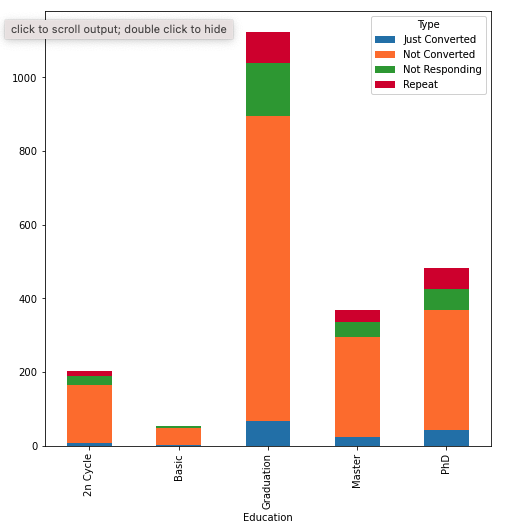 click to scroll output; double click to hide
Type
Just Converted
Not Converted
Not Responding
Repeat
1000
800
600
400
200
0
2n Cycle
Basic
Graduation
Master
PhD
Education